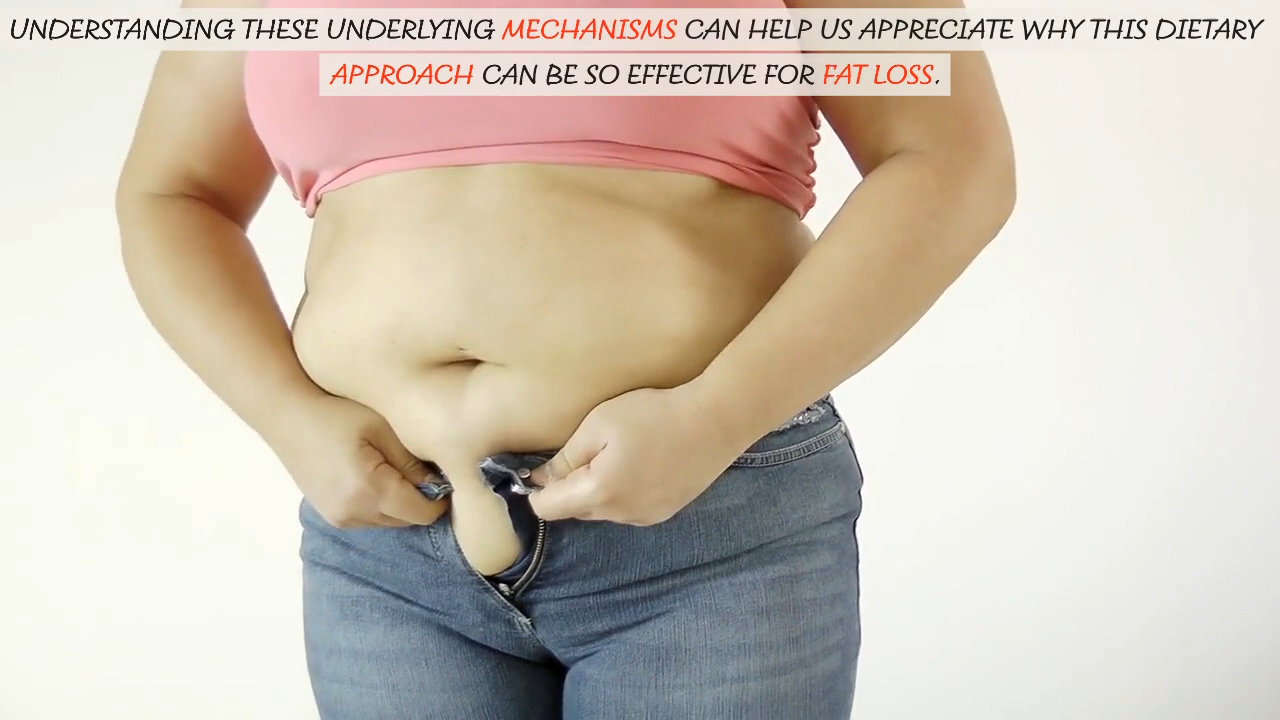 UNDERSTANDING THESE UNDERLYING MECHANISMS CAN HELP US APPRECIATE WHY THIS DIETARY
APPROACH CAN BE SO EFFECTIVE FOR FAT LOSS.